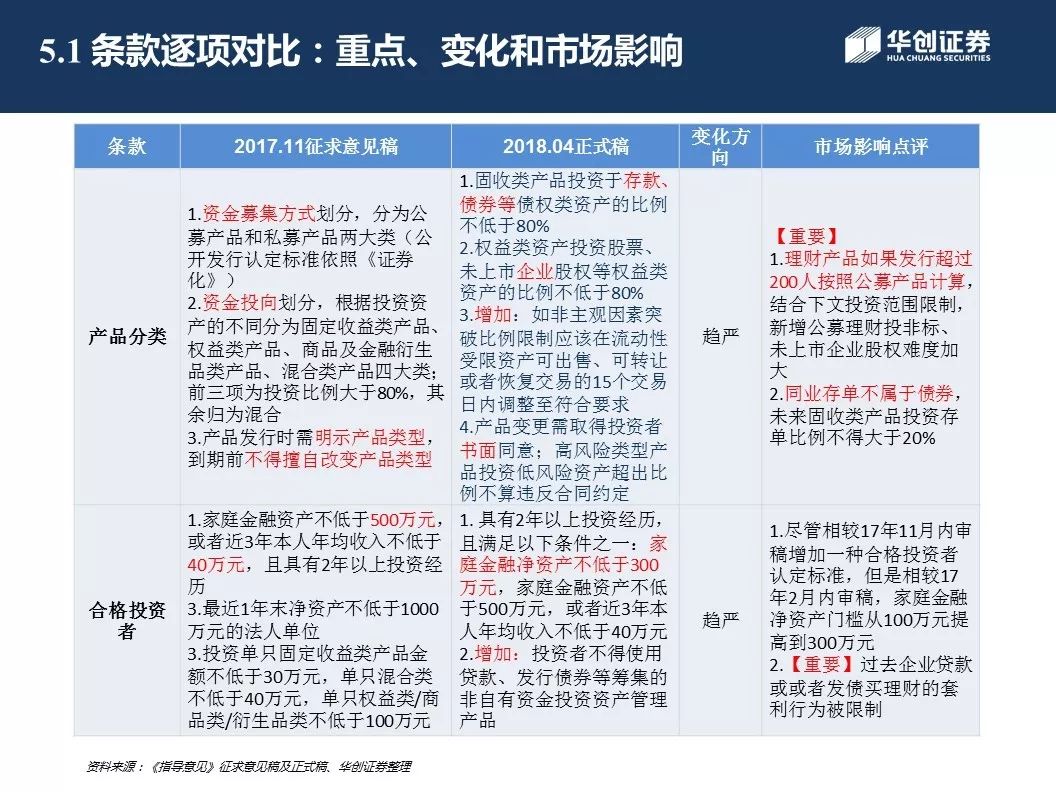 5.1 条款逐项对比：重点、变化和市场影响
华创证券
HUA CHUANG SECURITIES
条款
2017.11征求意见稿
2018.04正式稿
变化方
向
市场影响点评
产品分类
1.资金募集方式划分，分为公
募产品和私募产品两大类（公
开发行认定标准依照《证券
化》）
2.资金投向划分，根据投资资
产的不同分为固定收益类产品、
权益类产品、商品及金融衍生
品类产品、混合类产品四大类；
前三项为投资比例大于80%，其
余归为混合
3.产品发行时需明示产品类型，
到期前不得擅自改变产品类型
1.固收类产品投资于存款、
债券等债权类资产的比例
不低于80%
2.权益类资产投资股票、
未上市企业股权等权益类
资产的比例不低于80%
3.增加：如非主观因素突
破比例限制应该在流动性
受限资产可出售、可转让
或者恢复交易的15个交易
日内调整至符合要求
4.产品变更需取得投资者
书面同意；高风险类型产
品投资低风险资产超出比
例不算违反合同约定
趋严
【重要】
1.理财产品如果发行超过
200人按照公募产品计算，
结合下文投资范围限制，
新增公募理财投非标、
未上市企业股权难度加
大
2.同业存单不属于债券，
未来固收类产品投资存
单比例不得大于20%
合格投资
者
1.家庭金融资产不低于500万元，
或者近3年本人年均收入不低于
40万元，且具有2年以上投资经
历
3.最近1年末净资产不低于1000
万元的法人单位
3.投资单只固定收益类产品金
额不低于30万元，单只混合类
不低于40万元，单只权益类/商
品类/衍生品类不低于100万元
1. 具有2年以上投资经历，
且满足以下条件之一：家
庭金融净资产不低于300
万元，家庭金融资产不低
于500万元，或者近3年本
人年均收入不低于40万元
2.增加：投资者不得使用
贷款、发行债券等筹集的
非自有资金投资资产管理
产品
趋严
1.尽管相较17年11月内审
稿增加一种合格投资者
认定标准，但是相较17
年2月内审稿，家庭金融
净资产门槛从100万元提
高到300万元
2.【重要】过去企业贷款
或或者发债买理财的套
利行为被限制
资料来源：《指导意见》征求意见稿及正式稿、华创证券整理